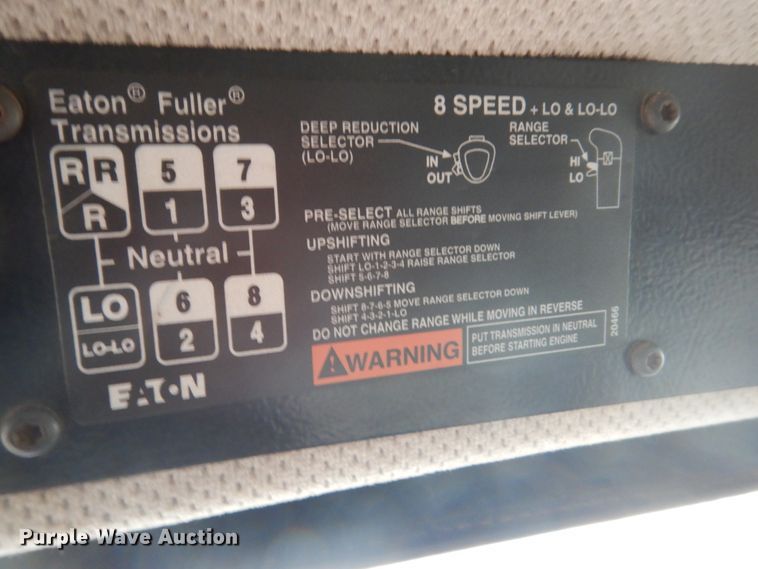 Eaton® Fuller®
Transmissions
8 SPEED + LO & LO-LO
DEEP REDUCTION
SELECTOR
(LO-LO)
IN
OUT
RANGE
SELECTOR
HI
LO
R R 5 7
R 1 3
Neutral
LO 6 8
LO-LO 2 4
PRE-SELECT ALL RANGE SHIFTS
(MOVE RANGE SELECTOR BEFORE MOVING SHIFT LEVER)
UPSHIFTING
START WITH RANGE SELECTOR DOWN
SHIFT LO-1-2-3-4 RAISE RANGE SELECTOR
SHIFT 5-6-7-8
DOWNSHIFTING
SHIFT 8-7-6-5 MOVE RANGE SELECTOR DOWN
SHIFT 4-3-2-1-LO
DO NOT CHANGE RANGE WHILE MOVING IN REVERSE
WARNING
PUT TRANSMISSION IN NEUTRAL
BEFORE STARTING ENGINE
20466
EATON
Purple Wave Auction